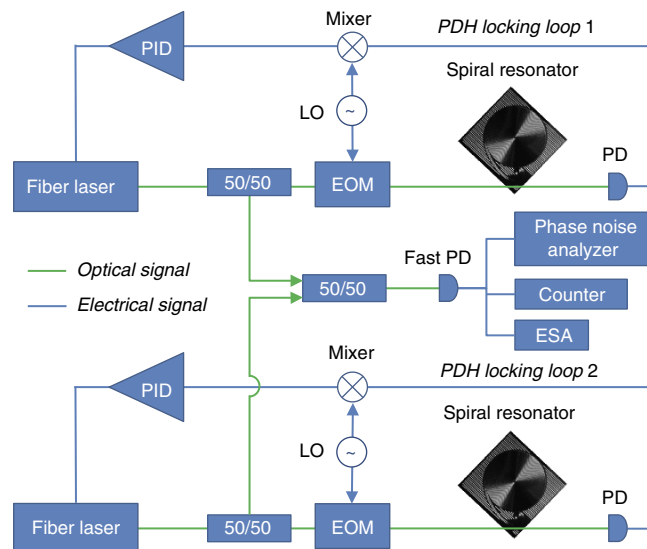 Mixer
PDH locking loop 1
PID
Spiral resonator
LO
~
PD
Fiber laser
50/50
EOM
Phase noise
analyzer
Fast PD
Optical signal
50/50
Counter
Electrical signal
ESA
Mixer
PDH locking loop 2
PID
Spiral resonator
LO
~
PD
Fiber laser
50/50
EOM